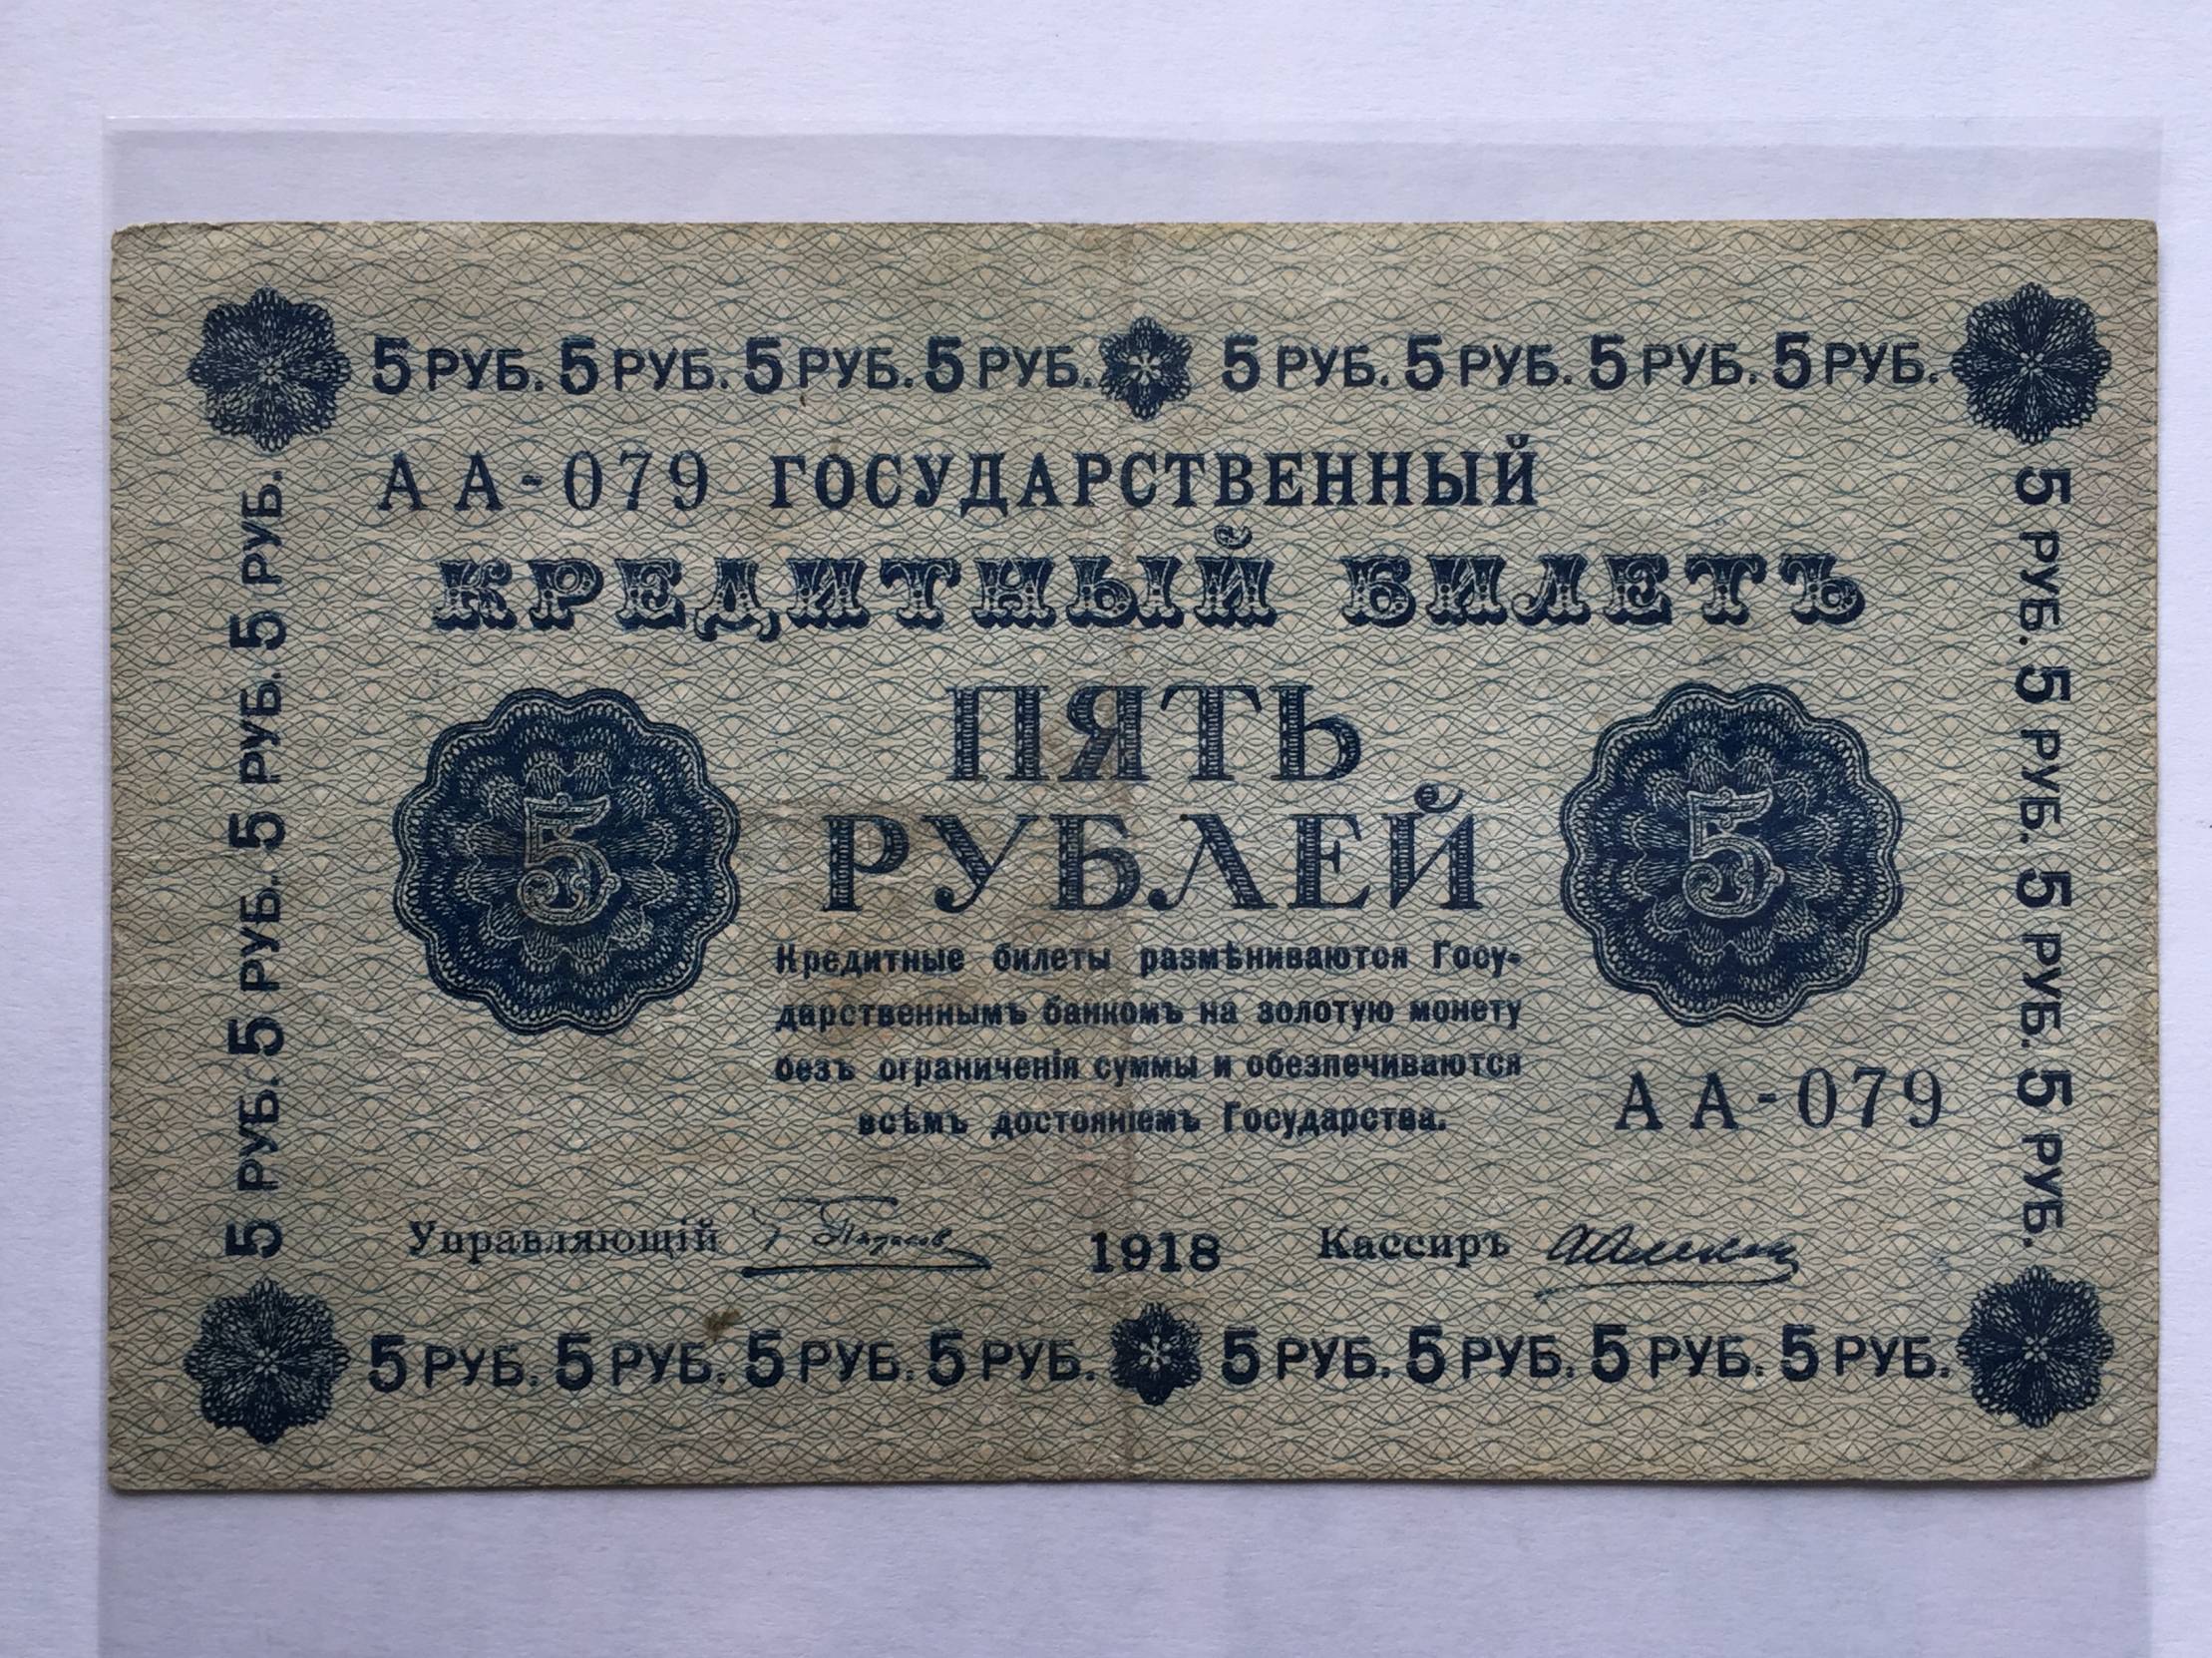 5 РУБ. 5 РУБ. 5 РУБ. 5 РУБ. 5 РУБ. 5 РУБ. 5 РУБ. 5 РУБ.
АА-079 ГОСУДАРСТВЕННЫЙ
КРЕДИТНЫЙ БИЛЕТЪ
ПЯТЬ
РУБЛЕЙ
5
5
Кредитные билеты размѣниваются Госу-
дарственнымъ банкомъ на золотую монету
безъ ограниченія суммы и обезпечиваются
всѣмъ достояніемъ Государства.
АА-079
Управляющій 1918 Кассиръ
5 РУБ. 5 РУБ. 5 РУБ. 5 РУБ. 5 РУБ. 5 РУБ. 5 РУБ. 5 РУБ.
5 РУБ. 5 РУБ. 5 РУБ. 5 РУБ.
5 РУБ. 5 РУБ. 5 РУБ. 5 РУБ.